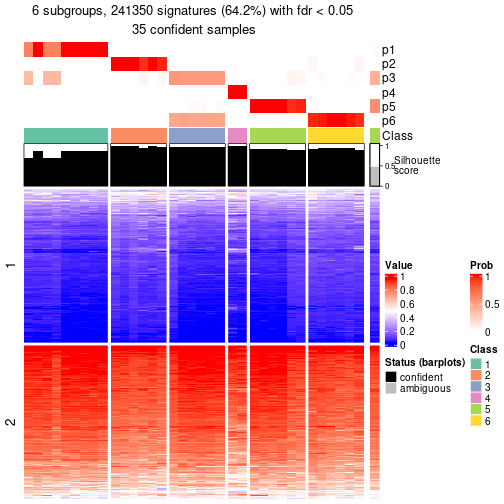 6 subgroups, 241350 signatures (64.2%) with fdr < 0.05
35 confident samples
p1
p2
p3
p4
p5
p6
Class
1
0.5
0
Silhouette
score
1
2
Value
1
0.8
0.6
0.4
0.2
0
Prob
1
0.5
0
Status (barplots)
confident
ambiguous
Class
1
2
3
4
5
6